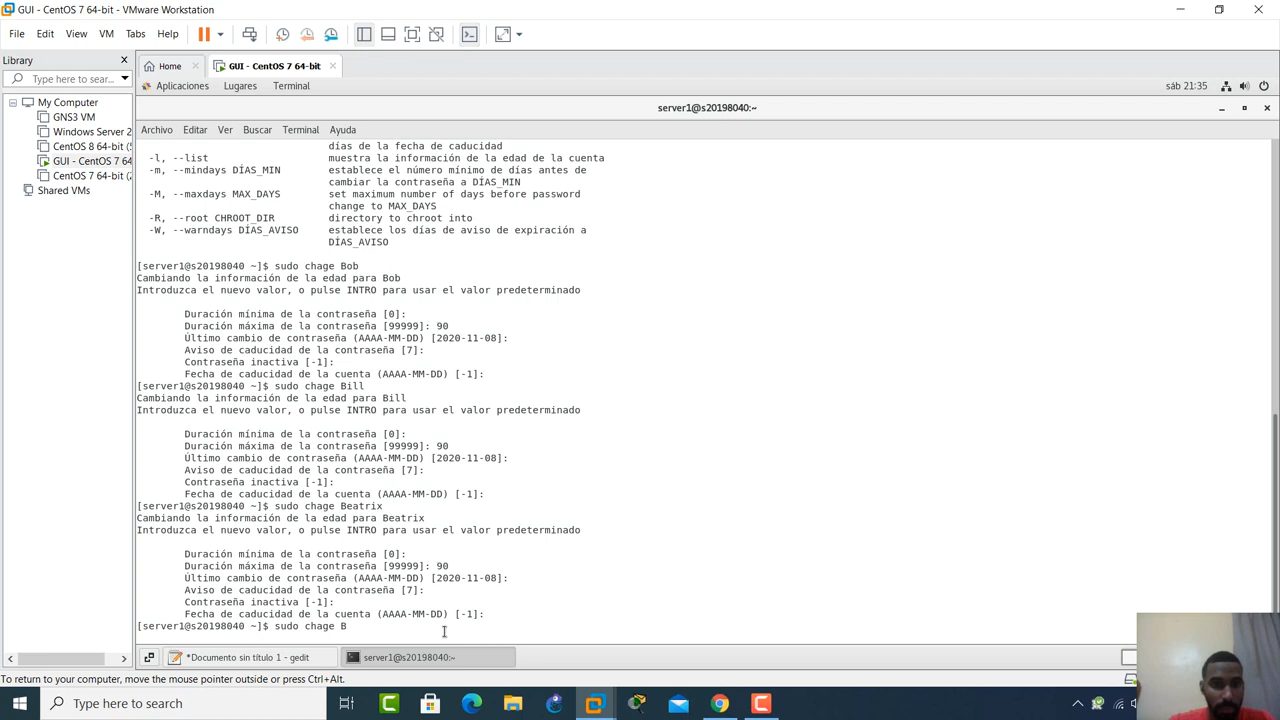 GUI - CentOS 7 64-bit - VMware Workstation
File Edit View VM Tabs Help
Library
Home
GUI - CentOS 7 64-bit
Type here to sear...
Aplicaciones Lugares Terminal
sáb 21:35
My Computer
GNS3 VM
Windows Server 2
CentOS 8 64-bit (
GUI - CentOS 7 64
CentOS 7 64-bit (
Shared VMs
server1@s20198040:~
Archivo Editar Ver Buscar Terminal Ayuda
días de la fecha de caducidad
-l, --list muestra la información de la edad de la cuenta
-m, --mindays DÍAS_MIN establece el número mínimo de días antes de
cambiar la contraseña a DÍAS_MIN
-M, --maxdays MAX_DAYS set maximum number of days before password
change to MAX_DAYS
-R, --root CHROOT_DIR directory to chroot into
-W, --warndays DÍAS_AVISO establece los días de aviso de expiración a
DÍAS_AVISO
[server1@s20198040 ~]$ sudo chage Bob
Cambiando la información de la edad para Bob
Introduzca el nuevo valor, o pulse INTRO para usar el valor predeterminado
Duración mínima de la contraseña [0]:
Duración máxima de la contraseña [99999]: 90
Último cambio de contraseña (AAAA-MM-DD) [2020-11-08]:
Aviso de caducidad de la contraseña [7]:
Contraseña inactiva [-1]:
Fecha de caducidad de la cuenta (AAAA-MM-DD) [-1]:
[server1@s20198040 ~]$ sudo chage Bill
Cambiando la información de la edad para Bill
Introduzca el nuevo valor, o pulse INTRO para usar el valor predeterminado
Duración mínima de la contraseña [0]:
Duración máxima de la contraseña [99999]: 90
Último cambio de contraseña (AAAA-MM-DD) [2020-11-08]:
Aviso de caducidad de la contraseña [7]:
Contraseña inactiva [-1]:
Fecha de caducidad de la cuenta (AAAA-MM-DD) [-1]:
[server1@s20198040 ~]$ sudo chage Beatrix
Cambiando la información de la edad para Beatrix
Introduzca el nuevo valor, o pulse INTRO para usar el valor predeterminado
Duración mínima de la contraseña [0]:
Duración máxima de la contraseña [99999]: 90
Último cambio de contraseña (AAAA-MM-DD) [2020-11-08]:
Aviso de caducidad de la contraseña [7]:
Contraseña inactiva [-1]:
Fecha de caducidad de la cuenta (AAAA-MM-DD) [-1]:
[server1@s20198040 ~]$ sudo chage B
*Documento sin título 1 - gedit
server1@s20198040:~
To return to your computer, move the mouse pointer outside or press Ctrl+Alt.
Type here to search